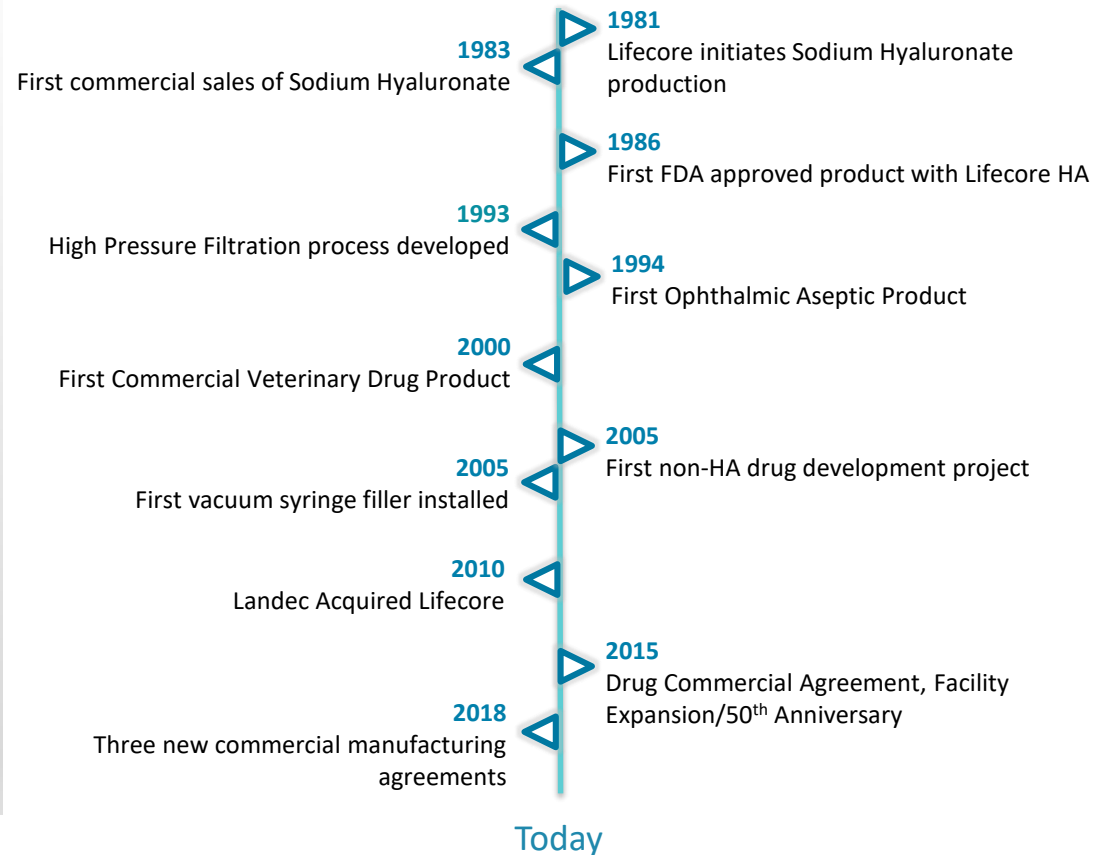 1981
Lifecore initiates Sodium Hyaluronate
production
1983
First commercial sales of Sodium Hyaluronate
1986
First FDA approved product with Lifecore HA
1993
High Pressure Filtration process developed
1994
First Ophthalmic Aseptic Product
2000
First Commercial Veterinary Drug Product
2005
First non-HA drug development project
2005
First vacuum syringe filler installed
2010
Landec Acquired Lifecore
2015
Drug Commercial Agreement, Facility
Expansion/50th Anniversary
2018
Three new commercial manufacturing
agreements
Today